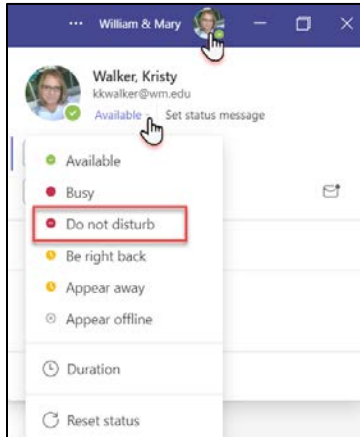 William & Mary
Walker, Kristy
kkwalker@wm.edu
Available Set status message
Available
Busy
Do not disturb
Be right back
Appear away
Appear offline
Duration
Reset status